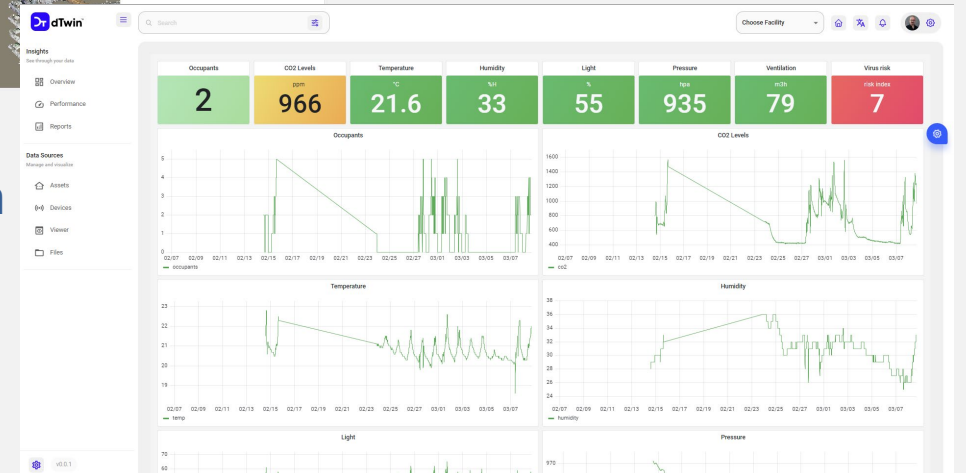 DT dTwin
Search
Choose Facility
Insights
See through your data
Overview
Performance
Reports
Data Sources
Manage and visualize
Assets
Devices
Viewer
Files
v0.0.1
Occupants
2
CO2 Levels
ppm
966
Temperature
°C
21.6
Humidity
%H
33
Light
%
55
Pressure
hpa
935
Ventilation
m3h
79
Virus risk
risk index
7
Occupants
5
4
3
2
1
0
02/07 02/09 02/11 02/13 02/15 02/17 02/19 02/21 02/23 02/25 02/27 03/01 03/03 03/05 03/07
occupants
CO2 Levels
1600
1400
1200
1000
800
600
400
02/07 02/09 02/11 02/13 02/15 02/17 02/19 02/21 02/23 02/25 02/27 03/01 03/03 03/05 03/07
co2
Temperature
23
22
21
20
19
02/07 02/09 02/11 02/13 02/15 02/17 02/19 02/21 02/23 02/25 02/27 03/01 03/03 03/05 03/07
temp
Humidity
38
36
34
32
30
28
26
24
02/07 02/09 02/11 02/13 02/15 02/17 02/19 02/21 02/23 02/25 02/27 03/01 03/03 03/05 03/07
humidity
Light
70
60
Pressure
970